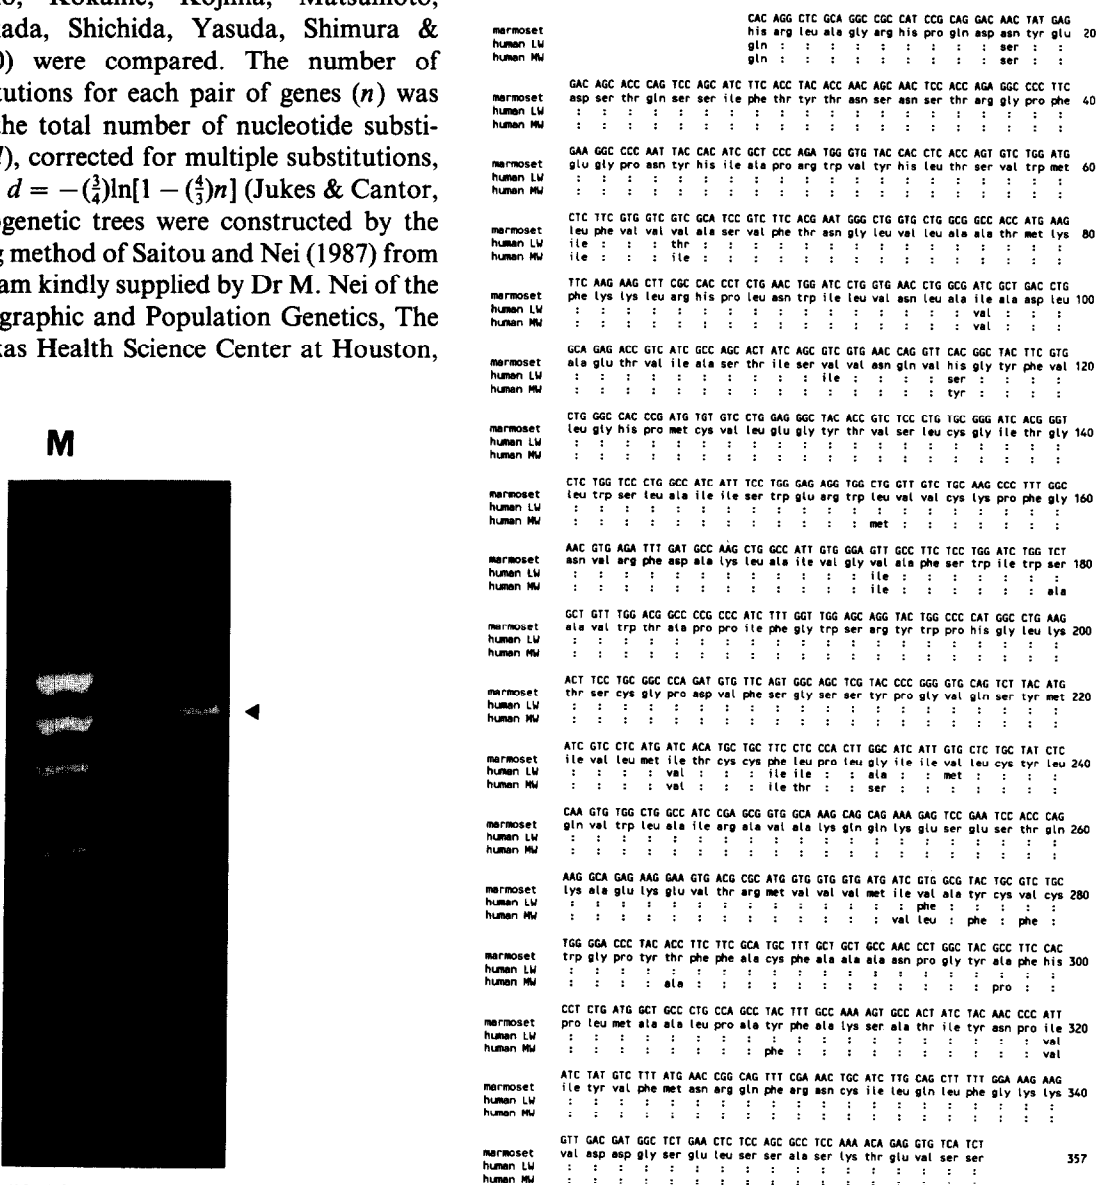 no, Kokame, Kojima, Matsumoto,
ada, Shichida, Yasuda, Shimura &
0) were compared. The number of
tutions for each pair of genes (n) was
the total number of nucleotide substi-
), corrected for multiple substitutions,
d = −(3/4)ln[1 − (4/3)n] (Jukes & Cantor,
ogenetic trees were constructed by the
g method of Saitou and Nei (1987) from
am kindly supplied by Dr M. Nei of the
graphic and Population Genetics, The
xas Health Science Center at Houston,
M
CAC AGG CTC GCA GGC CGC CAT CCG CAG GAC AAC TAT GAG
marmoset his arg leu ala gly arg his pro gln asp asn tyr glu 20
human LW gln : : : : : : : : : ser : :
human MW gln : : : : : : : : : ser : :
GAC AGC ACC CAG TCC AGC ATC TTC ACC TAC ACC AAC AGC AAC TCC ACC AGA GGC CCC TTC
marmoset asp ser thr gln ser ser ile phe thr tyr thr asn ser asn ser thr arg gly pro phe 40
human LW : : : : : : : : : : : : : : : : : : : :
human MW : : : : : : : : : : : : : : : : : : : :
GAA GGC CCC AAT TAC CAC ATC GCT CCC AGA TGG GTG TAC CAC CTC ACC AGT GTC TGG ATG
marmoset glu gly pro asn tyr his ile ala pro arg trp val tyr his leu thr ser val trp met 60
human LW : : : : : : : : : : : : : : : : : : : :
human MW : : : : : : : : : : : : : : : : : : : :
CTC TTC GTG GTC GTC GCA TCC GTC TTC ACG AAT GGG CTG GTG CTG GCG GCC ACC ATG AAG
marmoset leu phe val val val ala ser val phe thr asn gly leu val leu ala ala thr met lys 80
human LW ile : : : thr : : : : : : : : : : : : : : :
human MW ile : : : ile : : : : : : : : : : : : : : :
TTC AAG AAG CTT CGC CAC CCT CTG AAC TGG ATC CTG GTG AAC CTG GCG ATC GCT GAC CTG
marmoset phe lys lys leu arg his pro leu asn trp ile leu val asn leu ala ile ala asp leu 100
human LW : : : : : : : : : : : : : : : : val : : :
human MW : : : : : : : : : : : : : : : : val : : :
GCA GAG ACC GTC ATC GCC AGC ACT ATC AGC GTC GTG AAC CAG GTT CAC GGC TAC TTC GTG
marmoset ala glu thr val ile ala ser thr ile ser val val asn gln val his gly tyr phe val 120
human LW : : : : : : : : : : ile : : : : ser : : : :
human MW : : : : : : : : : : : : : : : tyr : : : :
CTG GGC CAC CCG ATG TGT GTC CTG GAG GGC TAC ACC GTC TCC CTG TGC GGG ATC ACG GGT
marmoset leu gly his pro met cys val leu glu gly tyr thr val ser leu cys gly ile thr gly 140
human LW : : : : : : : : : : : : : : : : : : : :
human MW : : : : : : : : : : : : : : : : : : : :
CTC TGG TCC CTG GCC ATC ATT TCC TGG GAG AGG TGG CTG GTT GTC TGC AAG CCC TTT GGC
marmoset leu trp ser leu ala ile ile ser trp glu arg trp leu val val cys lys pro phe gly 160
human LW : : : : : : : : : : : : : : : : : : : :
human MW : : : : : : : : : : : : met : : : : : : :
AAC GTG AGA TTT GAT GCC AAG CTG GCC ATT GTG GGA GTT GCC TTC TCC TGG ATC TGG TCT
marmoset asn val arg phe asp ala lys leu ala ile val gly val ala phe ser trp ile trp ser 180
human LW : : : : : : : : : : : : ile : : : : : : :
human MW : : : : : : : : : : : : ile : : : : : : ala
GCT GTT TGG ACG GCC CCG CCC ATC TTT GGT TGG AGC AGG TAC TGG CCC CAT GGC CTG AAG
marmoset ala val trp thr ala pro pro ile phe gly trp ser arg tyr trp pro his gly leu lys 200
human LW : : : : : : : : : : : : : : : : : : : :
human MW : : : : : : : : : : : : : : : : : : : :
ACT TCC TGC GGC CCA GAT GTG TTC AGT GGC AGC TCG TAC CCC GGG GTG CAG TCT TAC ATG
marmoset thr ser cys gly pro asp val phe ser gly ser ser tyr pro gly val gln ser tyr met 220
human LW : : : : : : : : : : : : : : : : : : : :
human MW : : : : : : : : : : : : : : : : : : : :
ATC GTC CTC ATG ATC ACA TGC TGC TTC CTC CCA CTT GGC ATC ATT GTG CTC TGC TAT CTC
marmoset ile val leu met ile thr cys cys phe leu pro leu gly ile ile val leu cys tyr leu 240
human LW : : : : val : : : ile ile : : ala : : met : : : :
human MW : : : : val : : : ile thr : : ser : : : : : : :
CAA GTG TGG CTG GCC ATC CGA GCG GTG GCA AAG CAG CAG AAA GAG TCC GAA TCC ACC CAG
marmoset gln val trp leu ala ile arg ala val ala lys gln gln lys glu ser glu ser thr gln 260
human LW : : : : : : : : : : : : : : : : : : : :
human MW : : : : : : : : : : : : : : : : : : : :
AAG GCA GAG AAG GAA GTG ACG CGC ATG GTG GTG GTG ATG ATC GTG GCG TAC TGC GTC TGC
marmoset lys ala glu lys glu val thr arg met val val val met ile val ala tyr cys val cys 280
human LW : : : : : : : : : : : : : : phe : : : : :
human MW : : : : : : : : : : : : : val leu : phe : phe :
TGG GGA CCC TAC ACC TTC TTC GCA TGC TTT GCT GCT GCC AAC CCT GGC TAC GCC TTC CAC
marmoset trp gly pro tyr thr phe phe ala cys phe ala ala ala asn pro gly tyr ala phe his 300
human LW : : : : : : : : : : : : : : : : : : : :
human MW : : : : ala : : : : : : : : : : : : pro : :
CCT CTG ATG GCT GCC CTG CCA GCC TAC TTT GCC AAA AGT GCC ACT ATC TAC AAC CCC ATT
marmoset pro leu met ala ala leu pro ala tyr phe ala lys ser ala thr ile tyr asn pro ile 320
human LW : : : : : : : : : : : : : : : : : : : val
human MW : : : : : : : : phe : : : : : : : : : : val
ATC TAT GTC TTT ATG AAC CGG CAG TTT CGA AAC TGC ATC TTG CAG CTT TTT GGA AAG AAG
marmoset ile tyr val phe met asn arg gln phe arg asn cys ile leu gln leu phe gly lys lys 340
human LW : : : : : : : : : : : : : : : : : : : :
human MW : : : : : : : : : : : : : : : : : : : :
GTT GAC GAT GGC TCT GAA CTC TCC AGC GCC TCC AAA ACA GAG GTG TCA TCT
marmoset val asp asp gly ser glu leu ser ser ala ser lys thr glu val ser ser 357
human LW : : : : : : : : : : : : : : : : :
human MW : : : : : : : : : : : : : : : : :